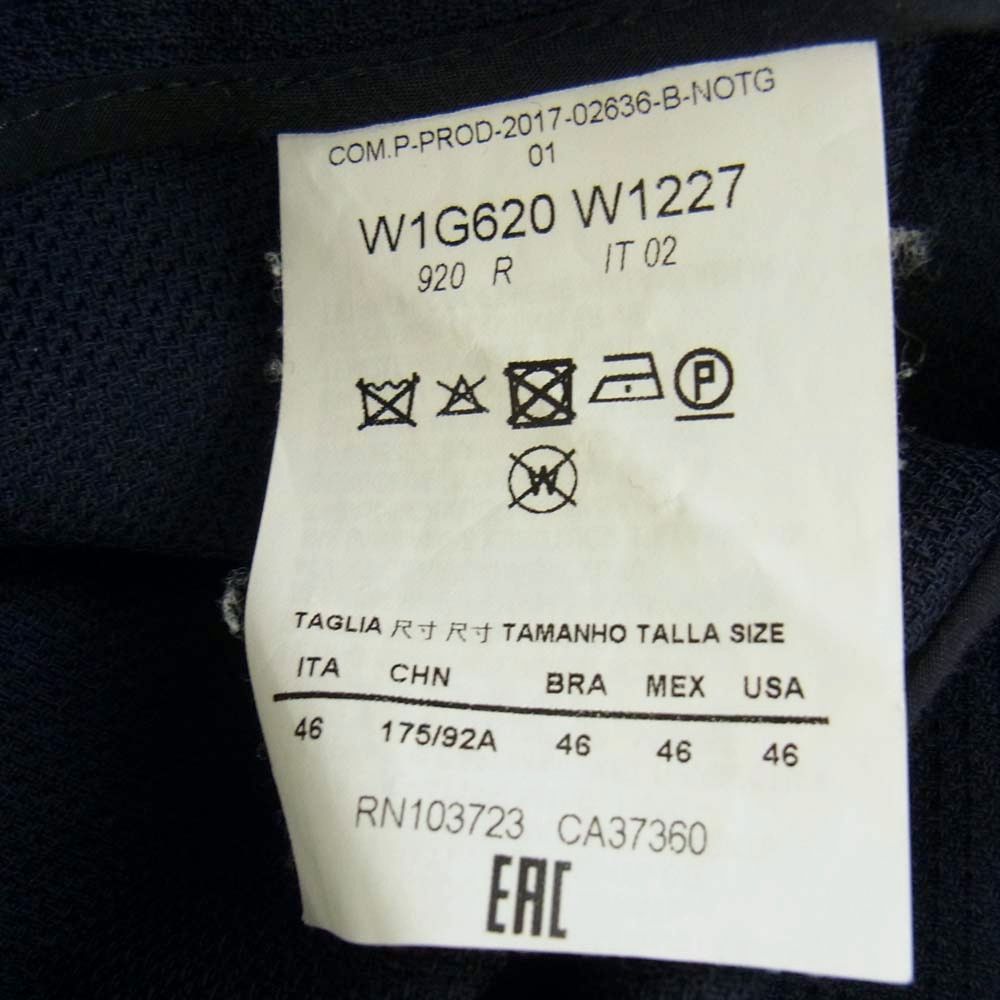 COM.P-PROD-2017-02636-B-NOTG
01
W1G620 W1227
920 R IT 02
P
W
TAGLIA 尺寸 尺寸 TAMANHO TALLA SIZE
ITA CHN BRA MEX USA
46 175/92A 46 46 46
RN103723 CA37360
EAC